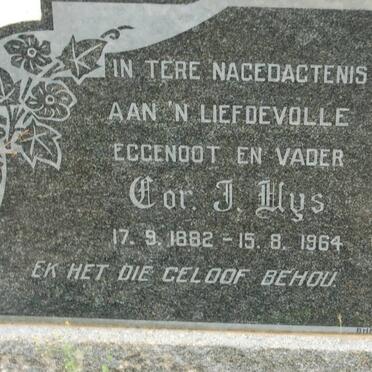 IN TERE NAGEDAGTENIS
AAN 'N LIEFDEVOLLE
EGGENOOT EN VADER
Cor. J. Uys
17. 9. 1882 – 15. 8. 1964
EK HET DIE GELOOF BEHOU.